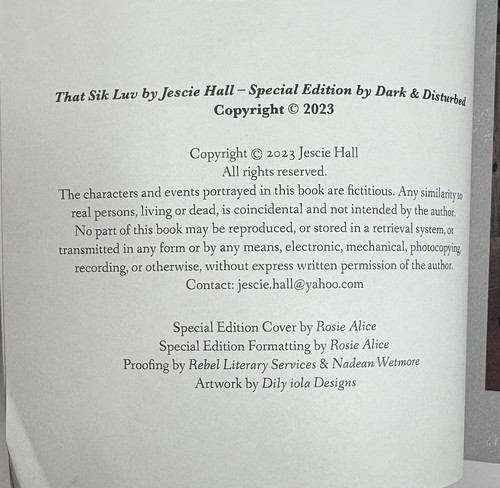 That Sik Luv by Jescie Hall – Special Edition by Dark & Disturbed
Copyright © 2023
Copyright © 2023 Jescie Hall
All rights reserved.
The characters and events portrayed in this book are fictitious. Any similarity to
real persons, living or dead, is coincidental and not intended by the author.
No part of this book may be reproduced, or stored in a retrieval system, or
transmitted in any form or by any means, electronic, mechanical, photocopying,
recording, or otherwise, without express written permission of the author.
Contact: jescie.hall@yahoo.com
Special Edition Cover by Rosie Alice
Special Edition Formatting by Rosie Alice
Proofing by Rebel Literary Services & Nadean Wetmore
Artwork by Dily iola Designs